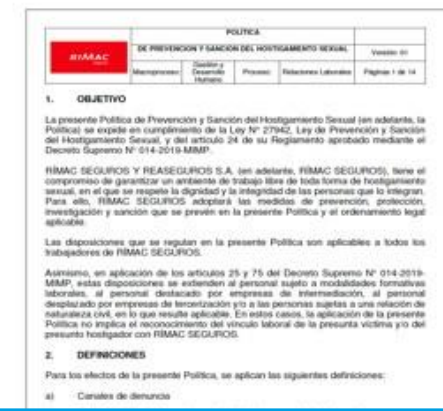 POLÍTICA
RIMAC
DE PREVENCIÓN Y SANCIÓN DEL HOSTIGAMIENTO SEXUAL
Versión: 01
Macroproceso: Gestión y Desarrollo Humano Proceso: Relaciones Laborales Páginas 1 de 14
1. OBJETIVO
La presente Política de Prevención y Sanción del Hostigamiento Sexual (en adelante, la
Política) se expide en cumplimiento de la Ley N° 27942, Ley de Prevención y Sanción
del Hostigamiento Sexual, y del artículo 24 de su Reglamento aprobado mediante el
Decreto Supremo N° 014-2019-MIMP.
RÍMAC SEGUROS Y REASEGUROS S.A. (en adelante, RÍMAC SEGUROS), tiene el
compromiso de garantizar un ambiente de trabajo libre de toda forma de hostigamiento
sexual, en el que se respete la dignidad y la integridad de las personas que lo integran.
Para ello, RÍMAC SEGUROS adoptará las medidas de prevención, protección,
investigación y sanción que se prevén en la presente Política y el ordenamiento legal
aplicable.
Las disposiciones que se regulan en la presente Política son aplicables a todos los
trabajadores de RÍMAC SEGUROS.
Asimismo, en aplicación de los artículos 25 y 75 del Decreto Supremo N° 014-2019-
MIMP, estas disposiciones se extienden al personal sujeto a modalidades formativas
laborales, al personal destacado por empresas de intermediación, al personal
desplazado por empresas de tercerización y/o a las personas sujetas a una relación de
naturaleza civil, en lo que resulte aplicable. En estos casos, la aplicación de la presente
Política no implica el reconocimiento del vínculo laboral de la presunta víctima y/o del
presunto hostigador con RÍMAC SEGUROS.
2. DEFINICIONES
Para los efectos de la presente Política, se aplican las siguientes definiciones:
a) Canales de denuncia